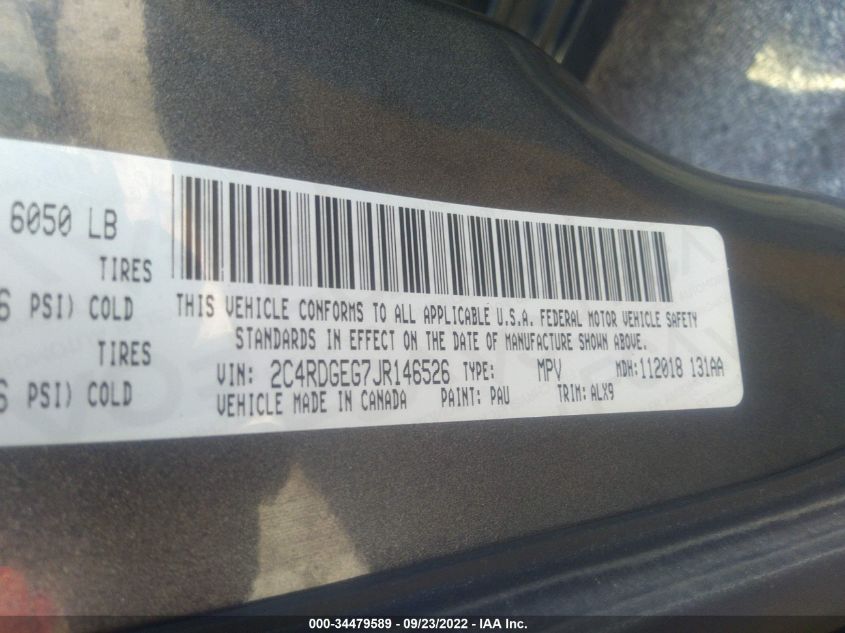 6050 LB
TIRES
6 PSI) COLD
TIRES
6 PSI) COLD
THIS VEHICLE CONFORMS TO ALL APPLICABLE U.S.A. FEDERAL MOTOR VEHICLE SAFETY
STANDARDS IN EFFECT ON THE DATE OF MANUFACTURE SHOWN ABOVE.
VIN: 2C4RDGEG7JR146526 TYPE: MPV MDH:112018 131AA
VEHICLE MADE IN CANADA PAINT: PAU TRIM: ALX9
000-34479589 - 09/23/2022 - IAA Inc.